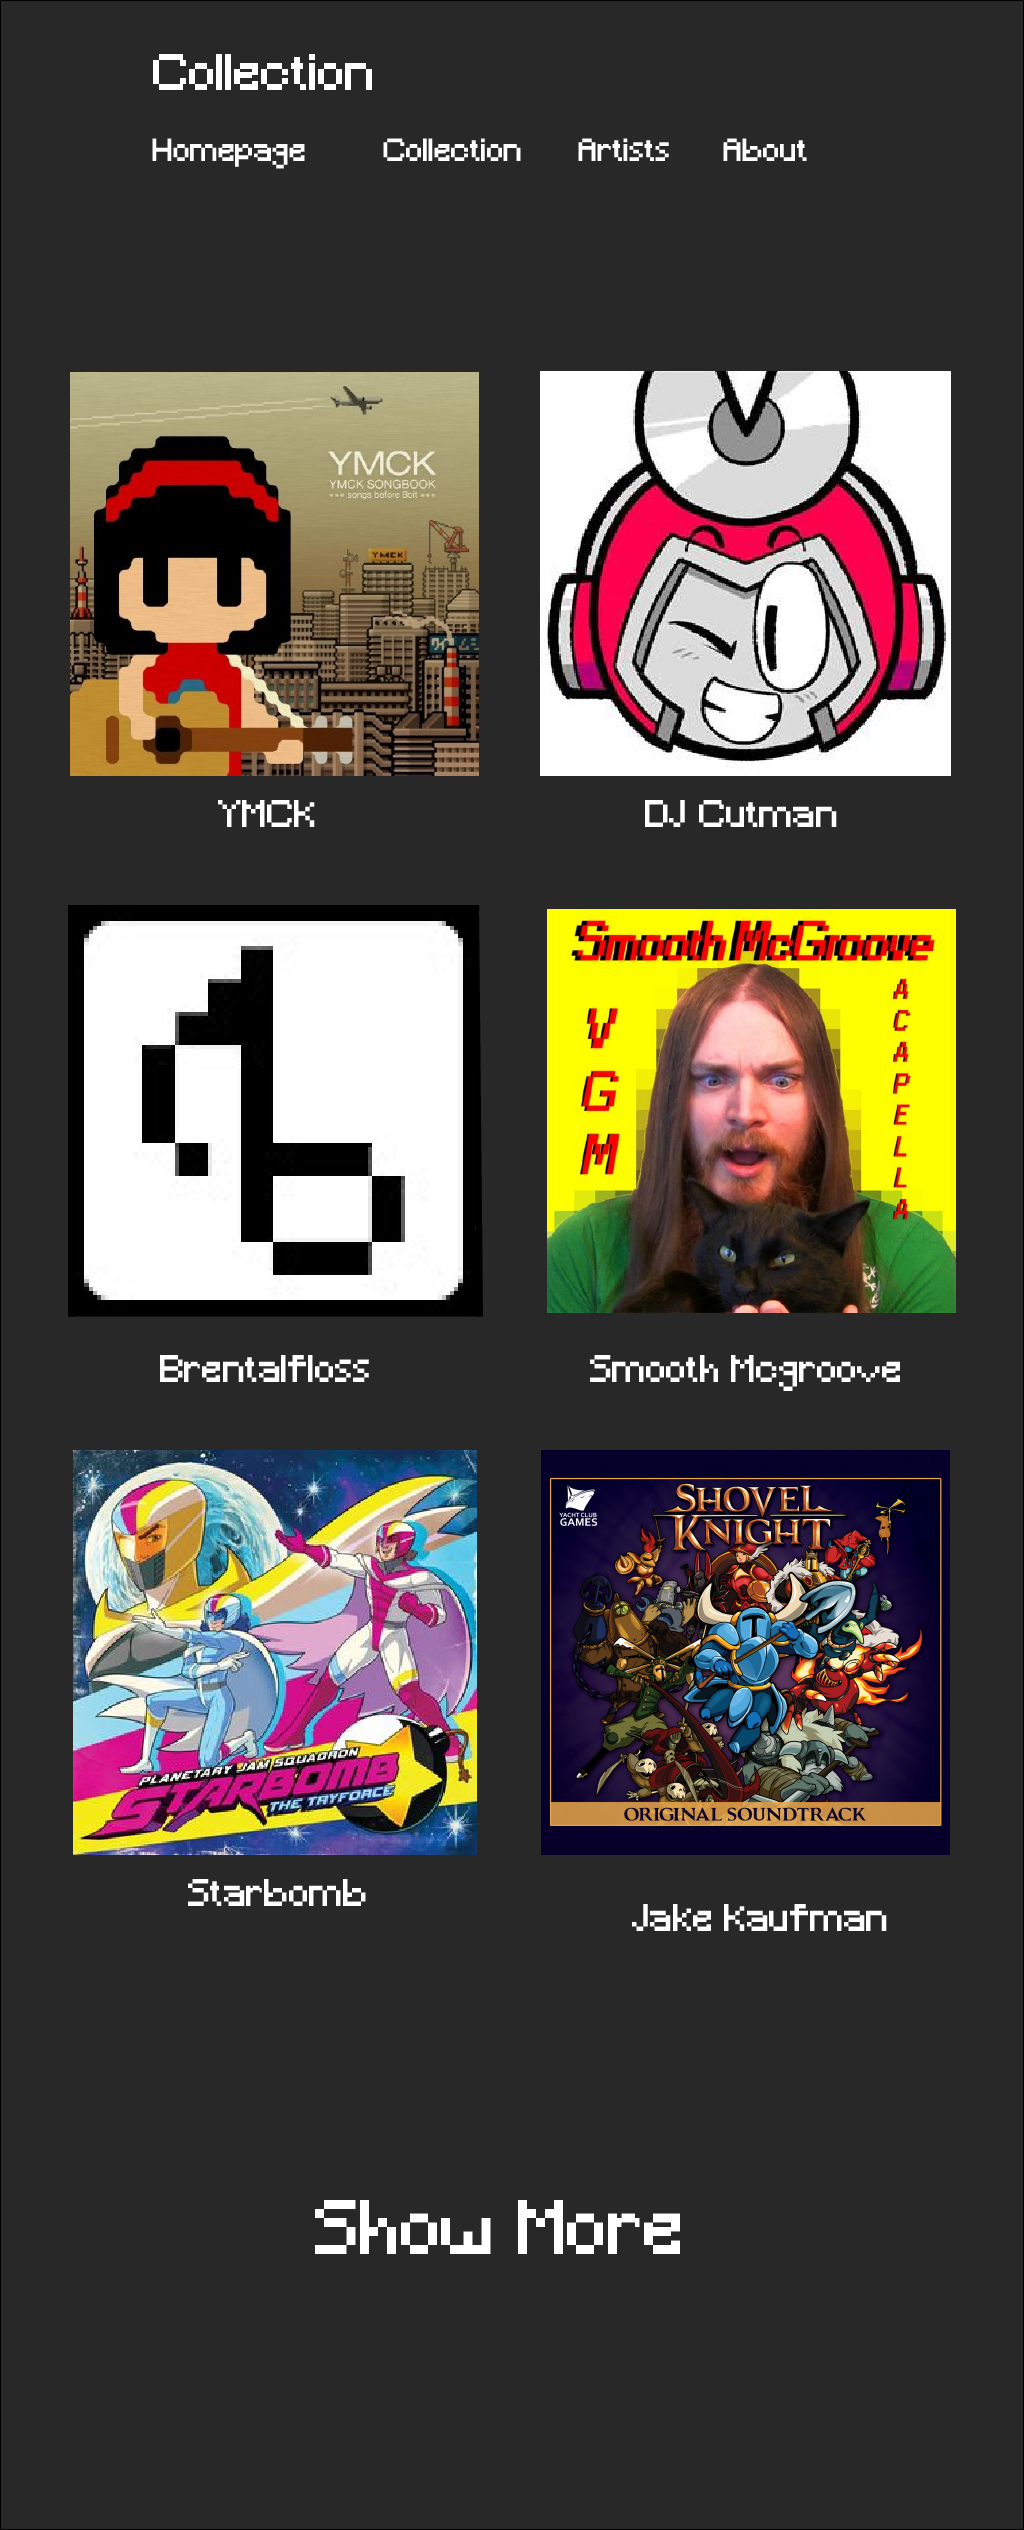 Collection
Homepage Collection Artists About
YMCK
YMCK SONGBOOK
*** songs before 8bit ***
YMCK
YMCK
DJ Cutman
Smooth McGroove
VGM
ACAPELLA
Brentalfloss
Smooth Mcgroove
PLANETARY JAM SQUADRON
STARBOMB
THE TRYFORCE
YACHT CLUB
GAMES
SHOVEL
KNIGHT
ORIGINAL SOUNDTRACK
Starbomb
Jake Kaufman
Show More